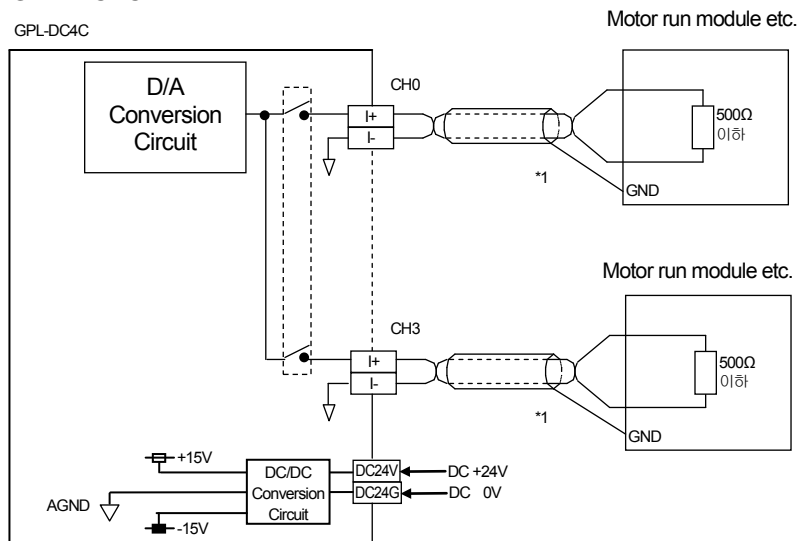 Motor run module etc.
GPL-DC4C
D/A
Conversion
Circuit
CH0
I+
I-
500Ω
이하
*1
GND
Motor run module etc.
CH3
I+
I-
500Ω
이하
*1
GND
+15V
DC/DC
Conversion
Circuit
DC24V
DC +24V
DC24G
DC 0V
AGND
-15V